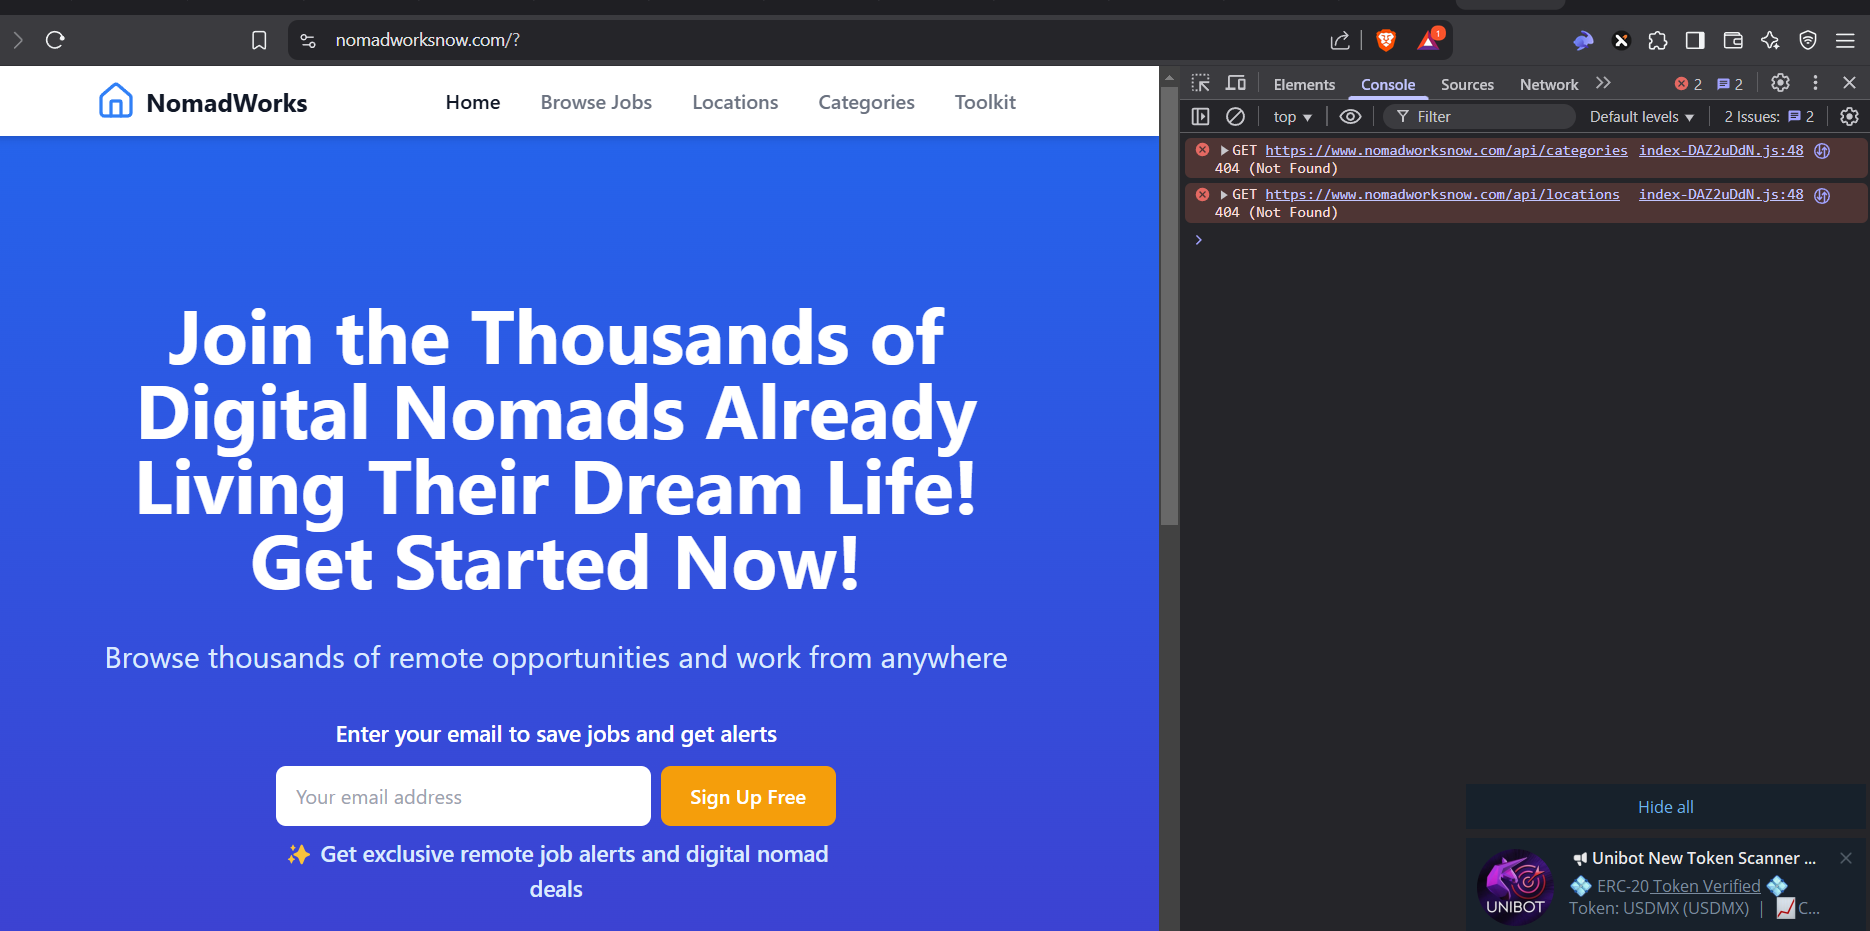 nomadworksnow.com/?
1
NomadWorks
Home
Browse Jobs
Locations
Categories
Toolkit
Join the Thousands of
Digital Nomads Already
Living Their Dream Life!
Get Started Now!
Browse thousands of remote opportunities and work from anywhere
Enter your email to save jobs and get alerts
Your email address
Sign Up Free
✨ Get exclusive remote job alerts and digital nomad
deals
Elements
Console
Sources
Network
2
2
top
Filter
Default levels
2 Issues:
2
GET https://www.nomadworksnow.com/api/categories index-DAZ2uDdN.js:48
404 (Not Found)
GET https://www.nomadworksnow.com/api/locations index-DAZ2uDdN.js:48
404 (Not Found)
Hide all
Unibot New Token Scanner ...
ERC-20 Token Verified
Token: USDMX (USDMX) | C...
UNIBOT